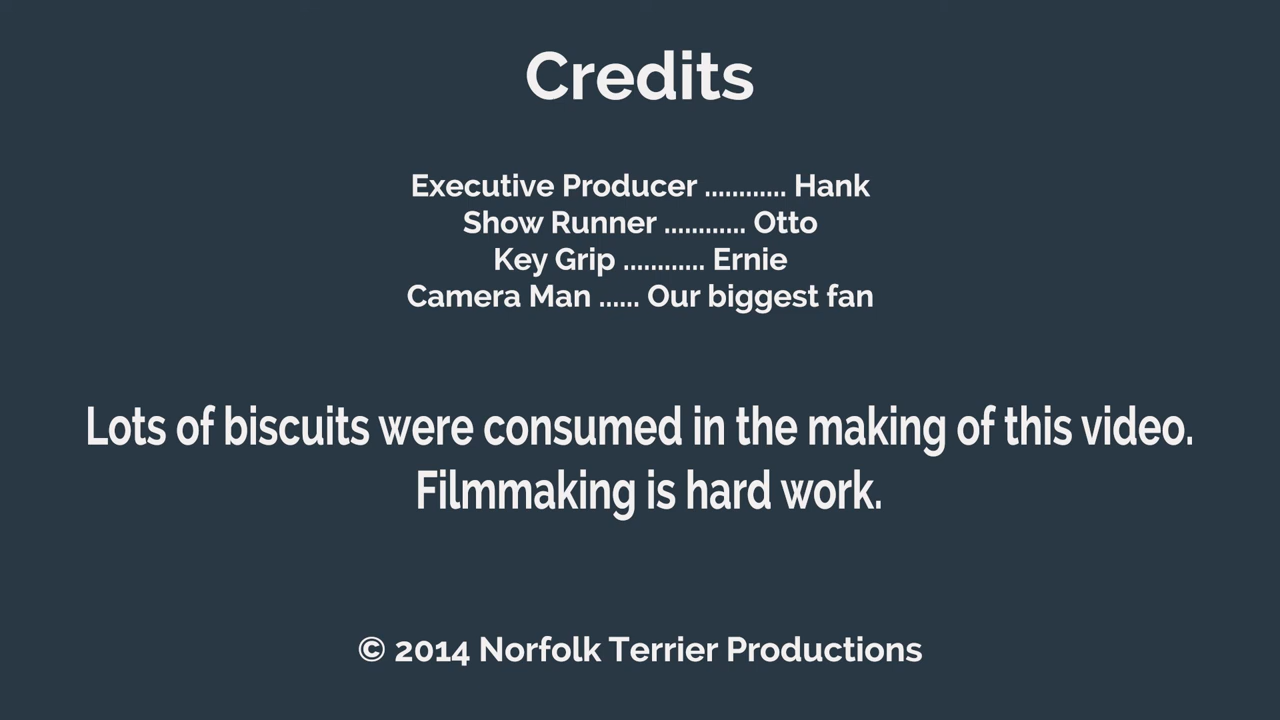 Credits
Executive Producer ............ Hank
Show Runner ............ Otto
Key Grip ............ Ernie
Camera Man ...... Our biggest fan
Lots of biscuits were consumed in the making of this video.
Filmmaking is hard work.
© 2014 Norfolk Terrier Productions